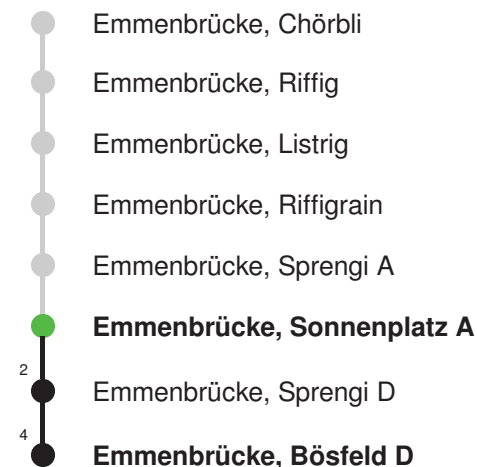 Emmenbrücke, Chörbli
Emmenbrücke, Riffig
Emmenbrücke, Listrig
Emmenbrücke, Riffigrain
Emmenbrücke, Sprengi A
Emmenbrücke, Sonnenplatz A
2 Emmenbrücke, Sprengi D
4 Emmenbrücke, Bösfeld D